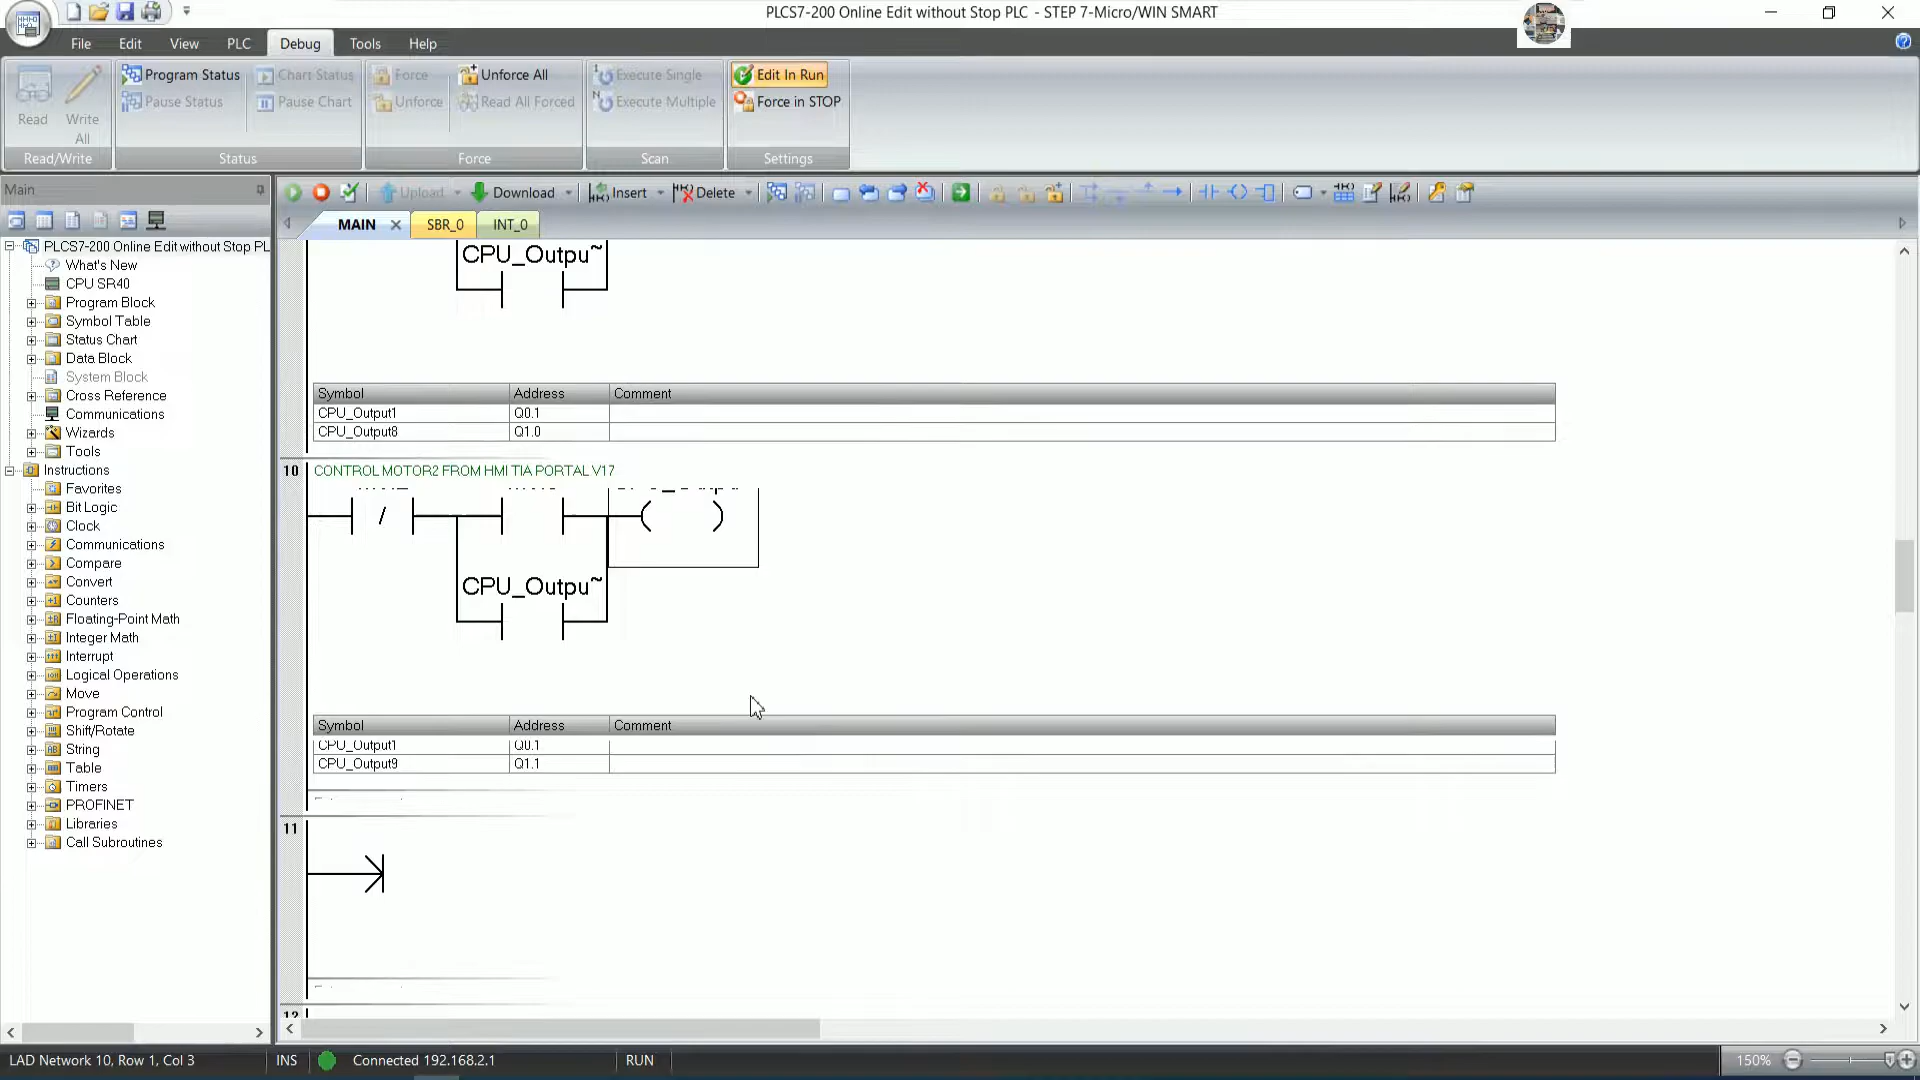 PLCS7-200 Online Edit without Stop PLC - STEP 7-Micro/WIN SMART
File Edit View PLC Debug Tools Help
Read
Write All
Read/Write
Program Status
Pause Status
Chart Status
Pause Chart
Status
Force
Unforce
Unforce All
Read All Forced
Force
Execute Single
Execute Multiple
Scan
Edit In Run
Force in STOP
Settings
Main
Upload Download Insert Delete
MAIN SBR_0 INT_0
PLCS7-200 Online Edit without Stop PL
What's New
CPU SR40
Program Block
Symbol Table
Status Chart
Data Block
System Block
Cross Reference
Communications
Wizards
Tools
Instructions
Favorites
Bit Logic
Clock
Communications
Compare
Convert
Counters
Floating-Point Math
Integer Math
Interrupt
Logical Operations
Move
Program Control
Shift/Rotate
String
Table
Timers
PROFINET
Libraries
Call Subroutines
CPU_Outpu~
Symbol Address Comment
CPU_Output1 Q0.1
CPU_Output8 Q1.0
10 CONTROL MOTOR2 FROM HMI TIA PORTAL V17
CPU_Outpu~
Symbol Address Comment
CPU_Output1 Q0.1
CPU_Output9 Q1.1
11
12
LAD Network 10, Row 1, Col 3 INS Connected 192.168.2.1 RUN 150%